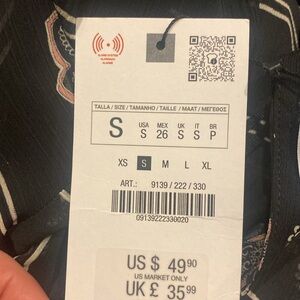 TALLA / SIZE / TAMANHO / TAILLE / MAAT / ΜΕΓΕΘΟΣ
S
USA MEX UK IT BR
S 26 S S P
XS S M L XL
ART.: 9139 / 222 / 330
09139222330020
US $ 49 90
US MARKET ONLY
UK £ 35 99